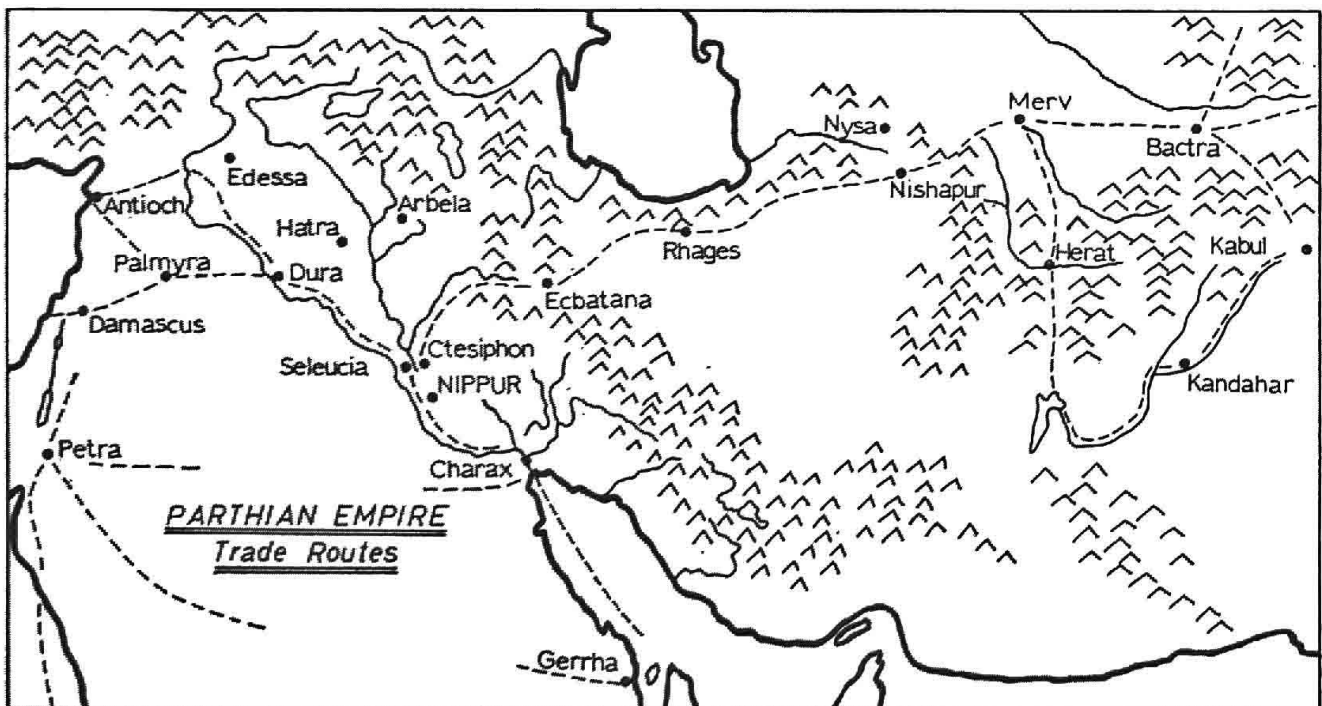 Merv
Nysa
Bactra
Edessa
Nishapur
Antioch
Arbela
Hatra
Rhages
Herat
Kabul
Palmyra
Dura
Ecbatana
Damascus
Ctesiphon
Seleucia
NIPPUR
Kandahar
Petra
Charax
PARTHIAN EMPIRE
Trade Routes
Gerrha